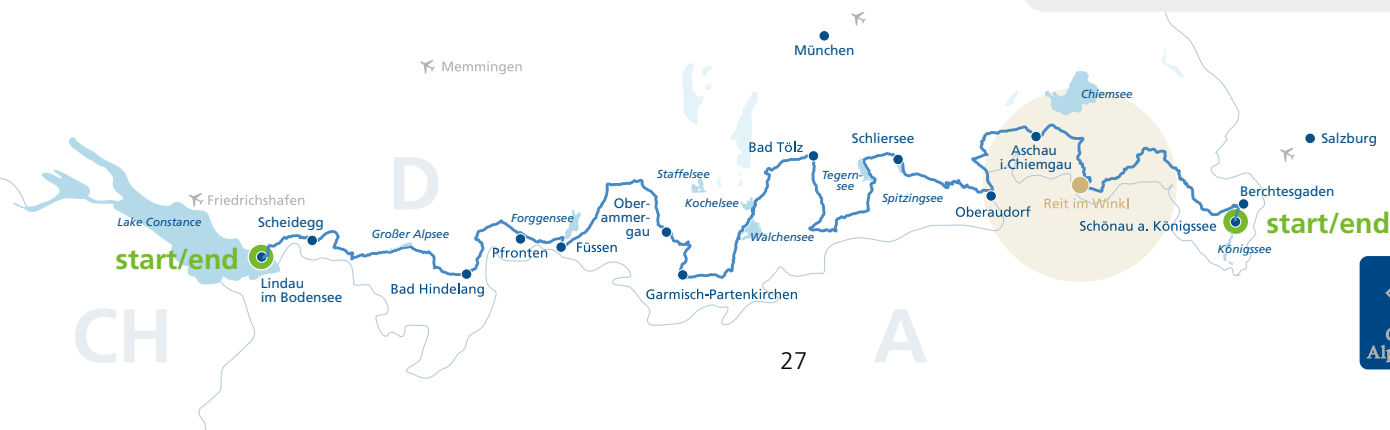 München
Memmingen
Chiemsee
Salzburg
Schliersee
Bad Tölz
Aschau
i.Chiemgau
D
Staffelsee
Tegern-
see
Friedrichshafen
Kochelsee
Spitzingsee
Berchtesgaden
Reit im Winkl
Ober-
ammer-
gau
Oberaudorf
Lake Constance
Scheidegg
Forggensee
Schönau a. Königssee
start/end
Großer Alpsee
Walchensee
Füssen
Pfronten
Königssee
start/end
Lindau
im Bodensee
Bad Hindelang
Garmisch-Partenkirchen
CH
A
27